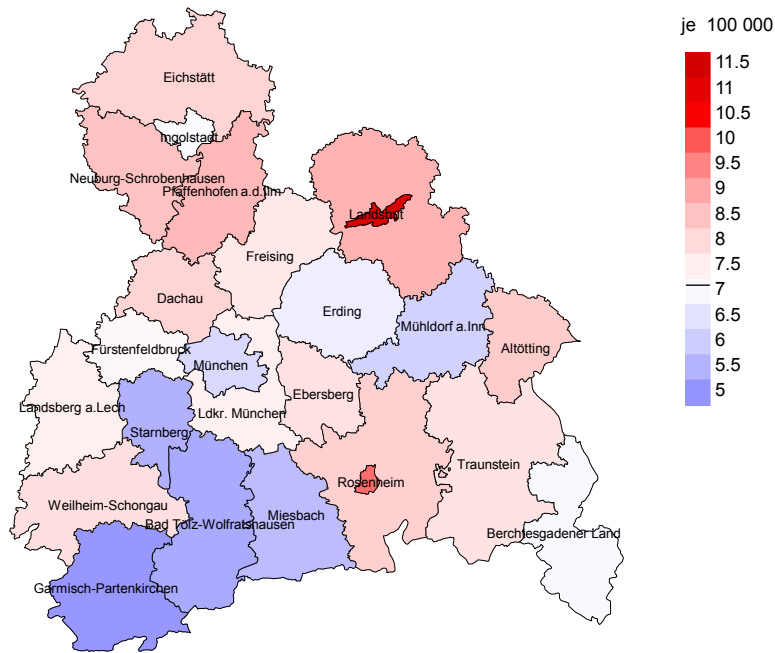 je 100 000
11.5
11
10.5
10
9.5
9
8.5
8
7.5
7
6.5
6
5.5
5
Eichstätt
Ingolstadt
Neuburg-Schrobenhausen
Pfaffenhofen a.d.Ilm
Landshut
Freising
Dachau
Erding
Mühldorf a.Inn
Altötting
Fürstenfeldbruck
München
Ebersberg
Landsberg a.Lech
Ldkr. München
Starnberg
Traunstein
Rosenheim
Weilheim-Schongau
Miesbach
Bad Tölz-Wolfratshausen
Berchtesgadener Land
Garmisch-Partenkirchen